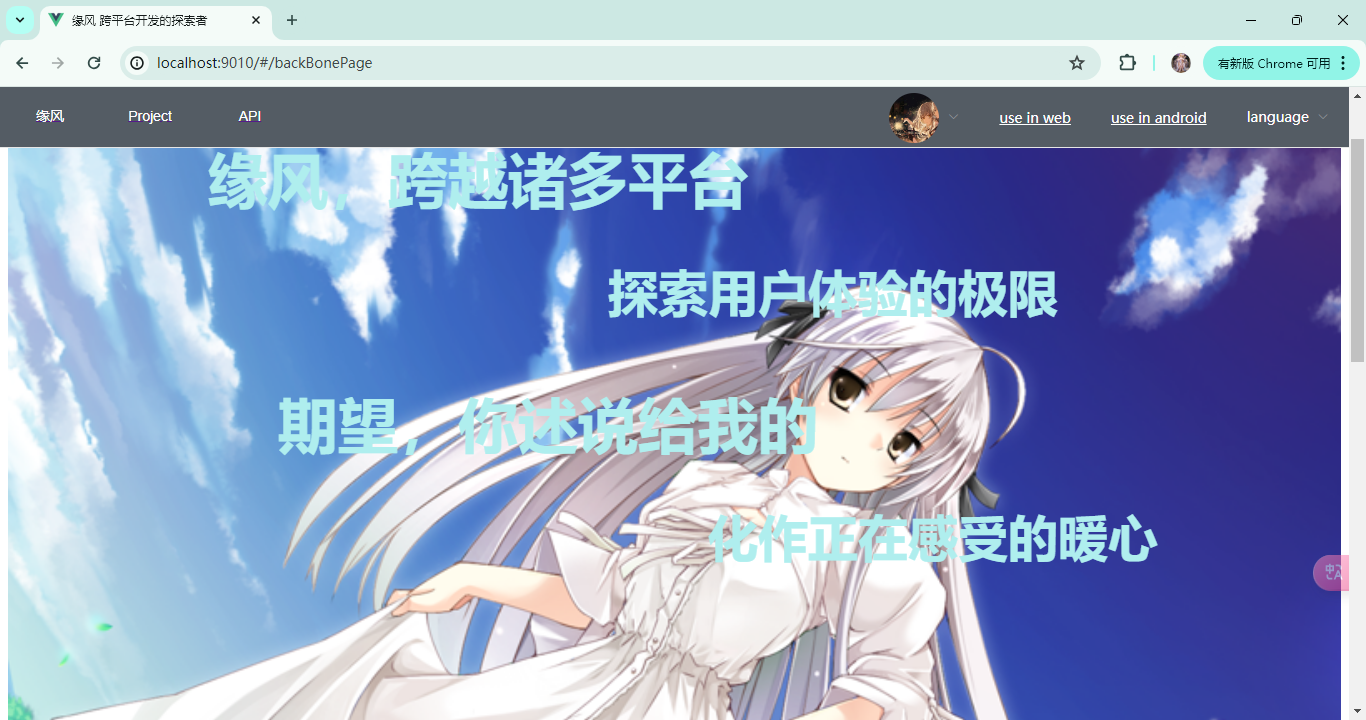 缘风 跨平台开发的探索者
localhost:9010/#/backBonePage
有新版 Chrome 可用
缘风
Project
API
use in web
use in android
language
缘风，跨越诸多平台
探索用户体验的极限
期望，你述说给我的
化作正在感受的暖心
中A